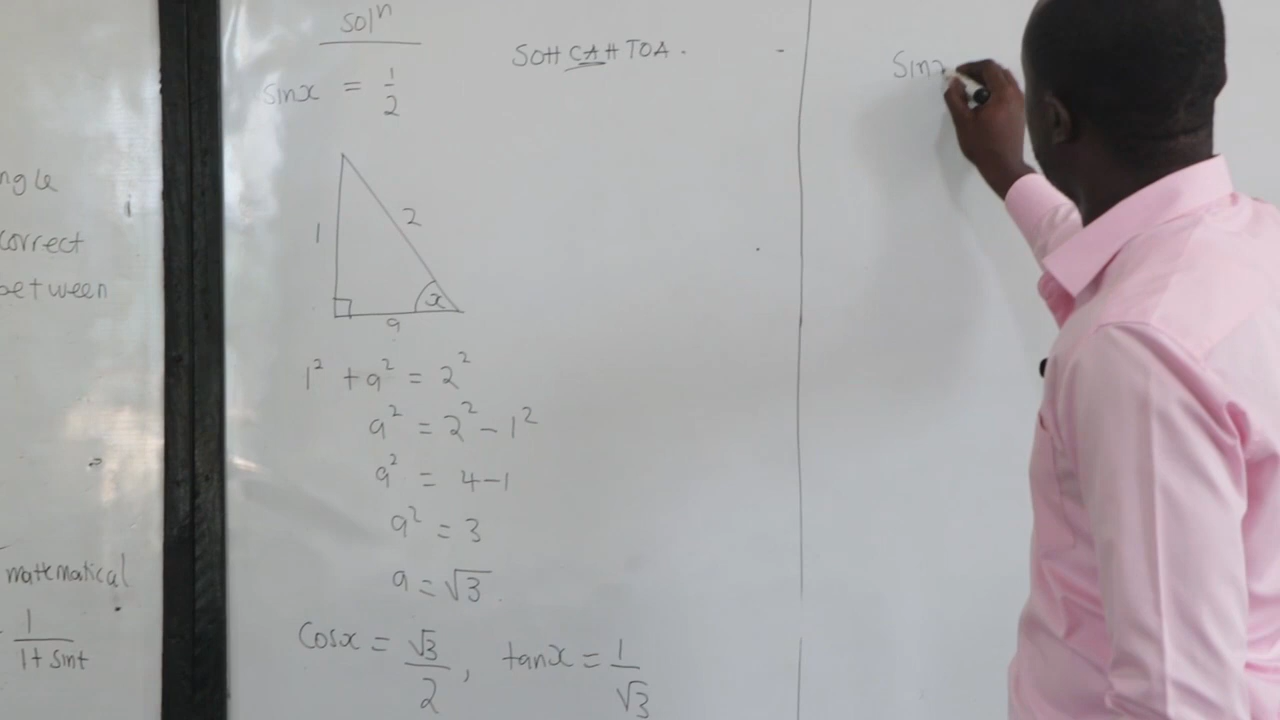 ngle
correct
between
mathematical
1/(1 + sint)
Solⁿ
sinx = 1/2
SOH CAH TOA.
1
2
x
a
1² + a² = 2²
a² = 2² - 1²
a² = 4 - 1
a² = 3
a = √3
Cosx = √3/2, tanx = 1/√3
Sinx